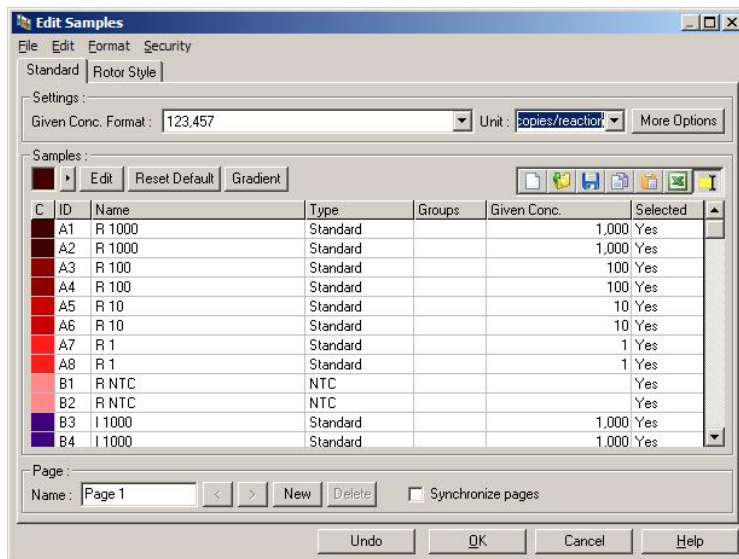 Edit Samples
File Edit Format Security
Standard Rotor Style
Settings :
Given Conc. Format : 123,457 Unit : copies/reaction More Options
Samples :
Edit Reset Default Gradient
C ID Name Type Groups Given Conc. Selected
A1 R 1000 Standard 1,000 Yes
A2 R 1000 Standard 1,000 Yes
A3 R 100 Standard 100 Yes
A4 R 100 Standard 100 Yes
A5 R 10 Standard 10 Yes
A6 R 10 Standard 10 Yes
A7 R 1 Standard 1 Yes
A8 R 1 Standard 1 Yes
B1 R NTC NTC Yes
B2 R NTC NTC Yes
B3 I 1000 Standard 1,000 Yes
B4 I 1000 Standard 1,000 Yes
Page :
Name : Page 1 < > New Delete Synchronize pages
Undo OK Cancel Help